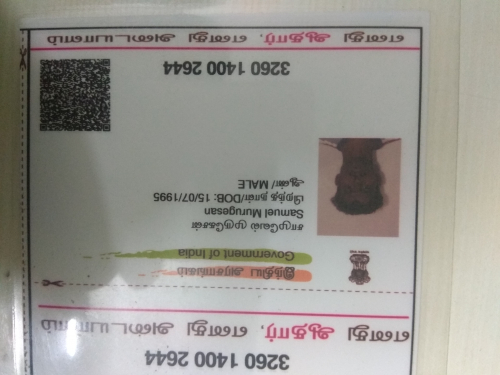 3260 1400 2644
எனது ஆதார், எனது அடையாளம்
இந்திய அரசாங்கம்
Government of India
சாமுவேல் முருகேசன்
Samuel Murugesan
பிறந்த நாள்/DOB: 15/07/1995
ஆண்/ MALE
3260 1400 2644
எனது ஆதார், எனது அடையாளம்